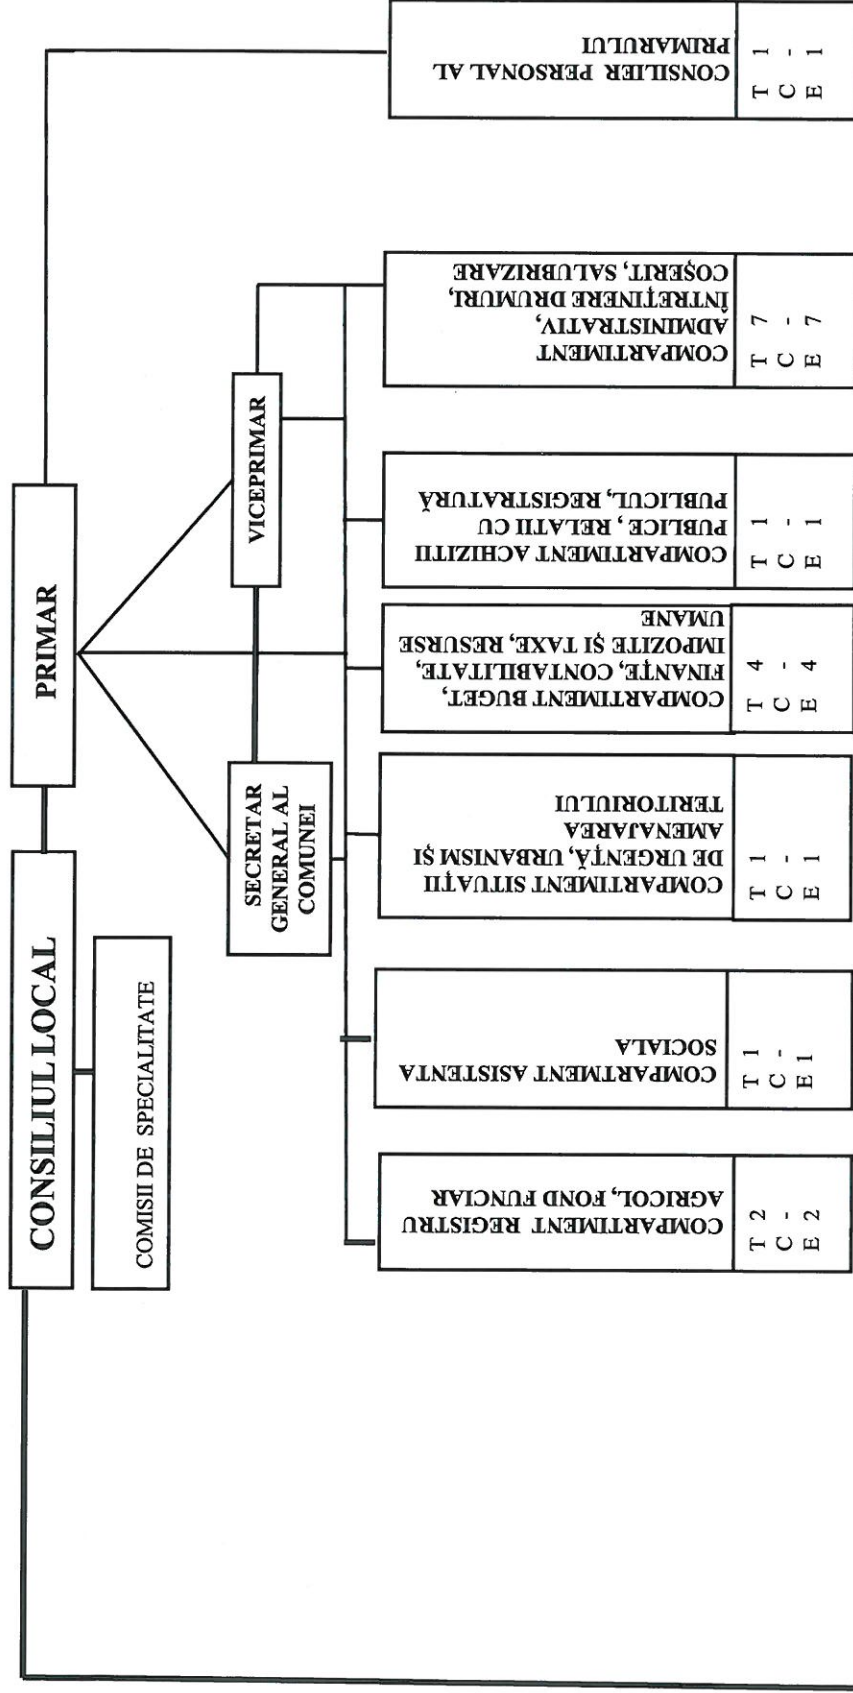 CONSILIUL LOCAL
PRIMAR
COMISII DE SPECIALITATE
SECRETAR
GENERAL AL
COMUNEI
VICEPRIMAR
COMPARTIMENT REGISTRU
AGRICOL, FOND FUNCIAR
T 2
C -
E 2
COMPARTMENT ASISTENTA
SOCIALA
T 1
C -
E 1
COMPARTIMENT SITUAȚII
DE URGENȚĂ, URBANISM ȘI
AMENAJAREA
TERITORIULUI
T 1
C -
E 1
COMPARTIMENT BUGET,
FINANȚE, CONTABILITATE,
IMPOZITE ȘI TAXE, RESURSE
UMANE
T 4
C -
E 4
COMPARTIMENT ACHIZITII
PUBLICE , RELATII CU
PUBLICUL, REGISTRATURĂ
T 1
C -
E 1
COMPARTIMENT
ADMINISTRATIV,
ÎNTREȚINERE DRUMURI,
COȘERIT, SALUBRIZARE
T 7
C -
E 7
CONSILIER PERSONAL AL
PRIMARULUI
T 1
C -
E 1